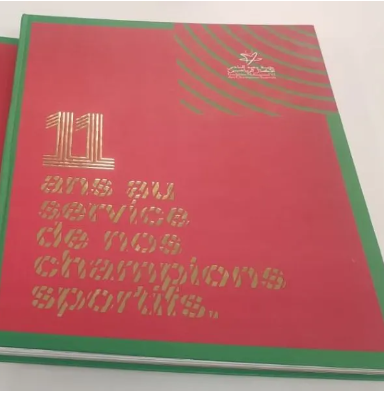 11
ans au
service
de nos
champions
sportifs.